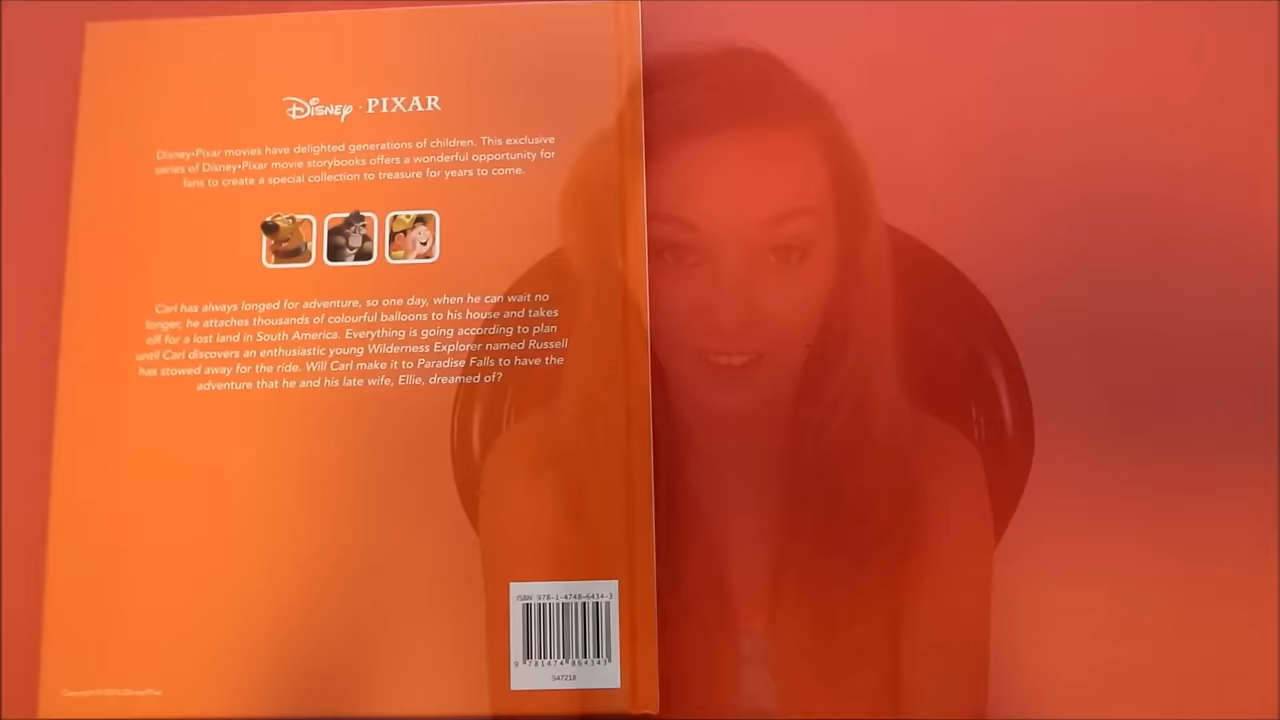 Disney · PIXAR
Disney•Pixar movies have delighted generations of children. This exclusive
series of Disney•Pixar movie storybooks offers a wonderful opportunity for
fans to create a special collection to treasure for years to come.
Carl has always longed for adventure, so one day, when he can wait no
longer, he attaches thousands of colourful balloons to his house and takes
off for a lost land in South America. Everything is going according to plan
until Carl discovers an enthusiastic young Wilderness Explorer named Russell
has stowed away for the ride. Will Carl make it to Paradise Falls to have the
adventure that he and his late wife, Ellie, dreamed of?
ISBN 978-1-4748-6434-3
9 781474 864343
547218